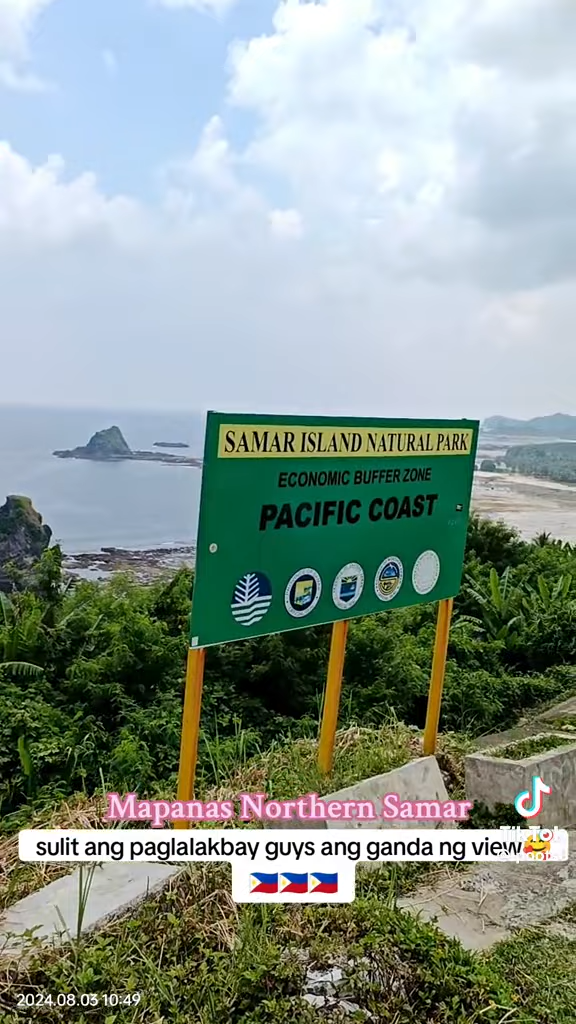 SAMAR ISLAND NATURAL PARK
ECONOMIC BUFFER ZONE
PACIFIC COAST
Mapanas Northern Samar
TikTok
sulit ang paglalakbay guys ang ganda ng view🥰
🇵🇭🇵🇭🇵🇭
2024.08.03 10:49